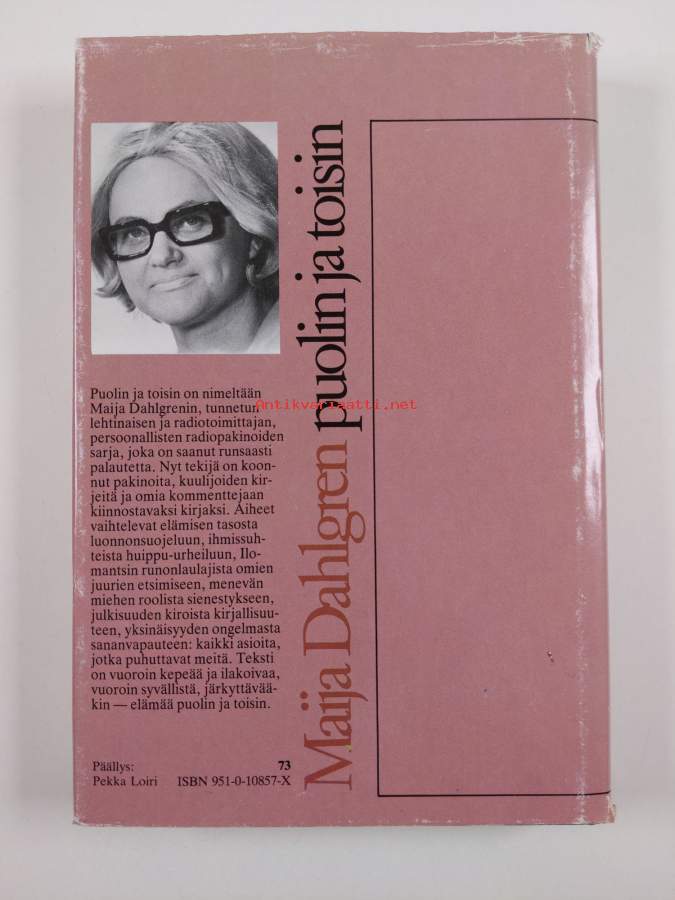 Maija Dahlgren puolin ja toisin
Puolin ja toisin on nimeltään
Maija Dahlgrenin, tunnetun
lehtinaisen ja radiotoimittajan,
persoonallisten radiopakinoiden
sarja, joka on saanut runsaasti
palautetta. Nyt tekijä on koon-
nut pakinoita, kuulijoiden kir-
jeitä ja omia kommenttejaan
kiinnostavaksi kirjaksi. Aiheet
vaihtelevat elämisen tasosta
luonnonsuojeluun, ihmissuh-
teista huippu-urheiluun, Ilo-
mantsin runonlaulajista omien
juurien etsimiseen, menevän
miehen roolista sienestykseen,
julkisuuden kiroista kirjallisuu-
teen, yksinäisyyden ongelmasta
sananvapauteen: kaikki asioita,
jotka puhuttavat meitä. Teksti
on vuoroin kepeää ja ilakoivaa,
vuoroin syvällistä, järkyttävää-
kin — elämää puolin ja toisin.
Päällys: 73
Pekka Loiri ISBN 951-0-10857-X
Antikvariaatti.net